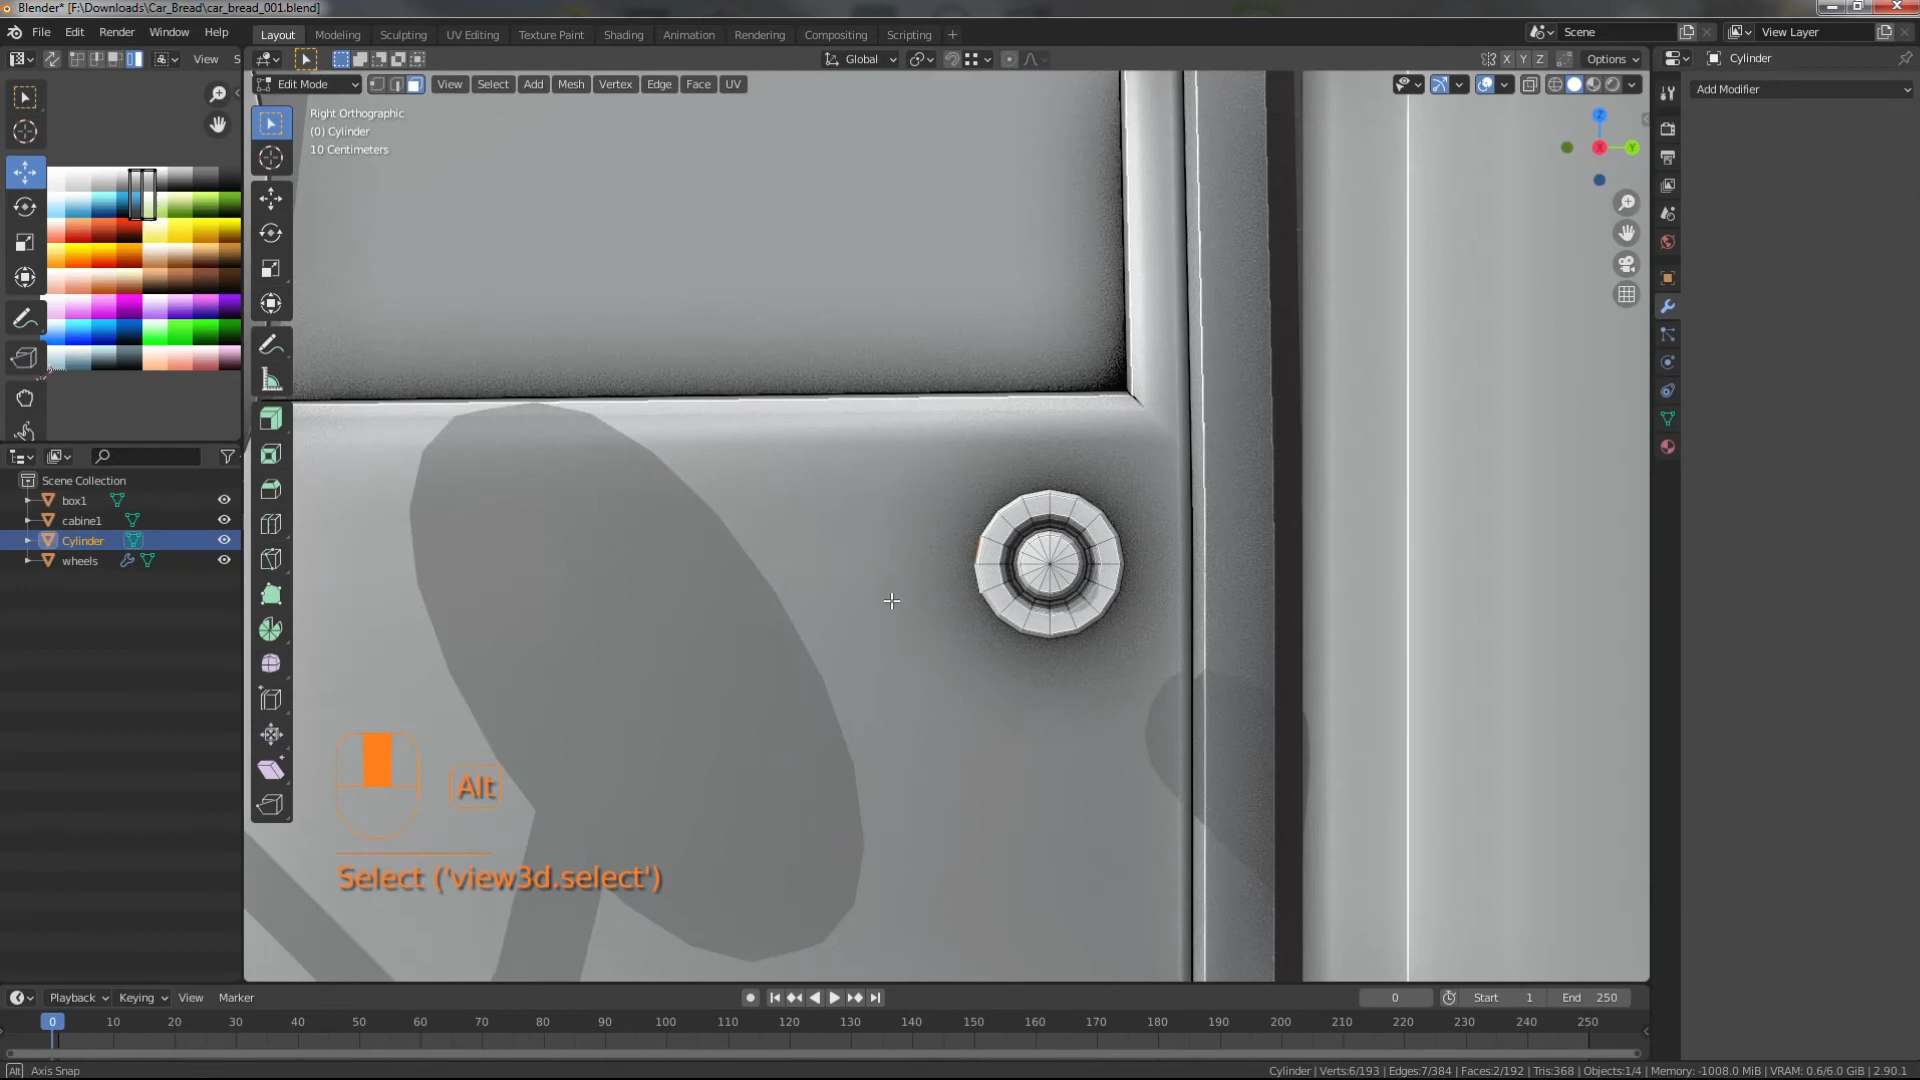 Blender* [F:\Downloads\Car_Bread\car_bread_001.blend]
File Edit Render Window Help
Layout Modeling Sculpting UV Editing Texture Paint Shading Animation Rendering Compositing Scripting
Scene
View Layer
View S
Global
X Y Z
Options
Cylinder
Edit Mode
View Select Add Mesh Vertex Edge Face UV
Add Modifier
Right Orthographic
(0) Cylinder
10 Centimeters
Z
X
Y
Scene Collection
box1
cabine1
Cylinder
wheels
Alt
Select ('view3d.select')
Playback Keying View Marker
0
Start 1
End 250
0 10 20 30 40 50 60 70 80 90 100 110 120 130 140 150 160 170 180 190 200 210 220 230 240 250
Alt Axis Snap
Cylinder | Verts:6/193 | Edges:7/384 | Faces:2/192 | Tris:368 | Objects:1/4 | Memory: -1008.0 MiB | VRAM: 0.6/6.0 GiB | 2.90.1